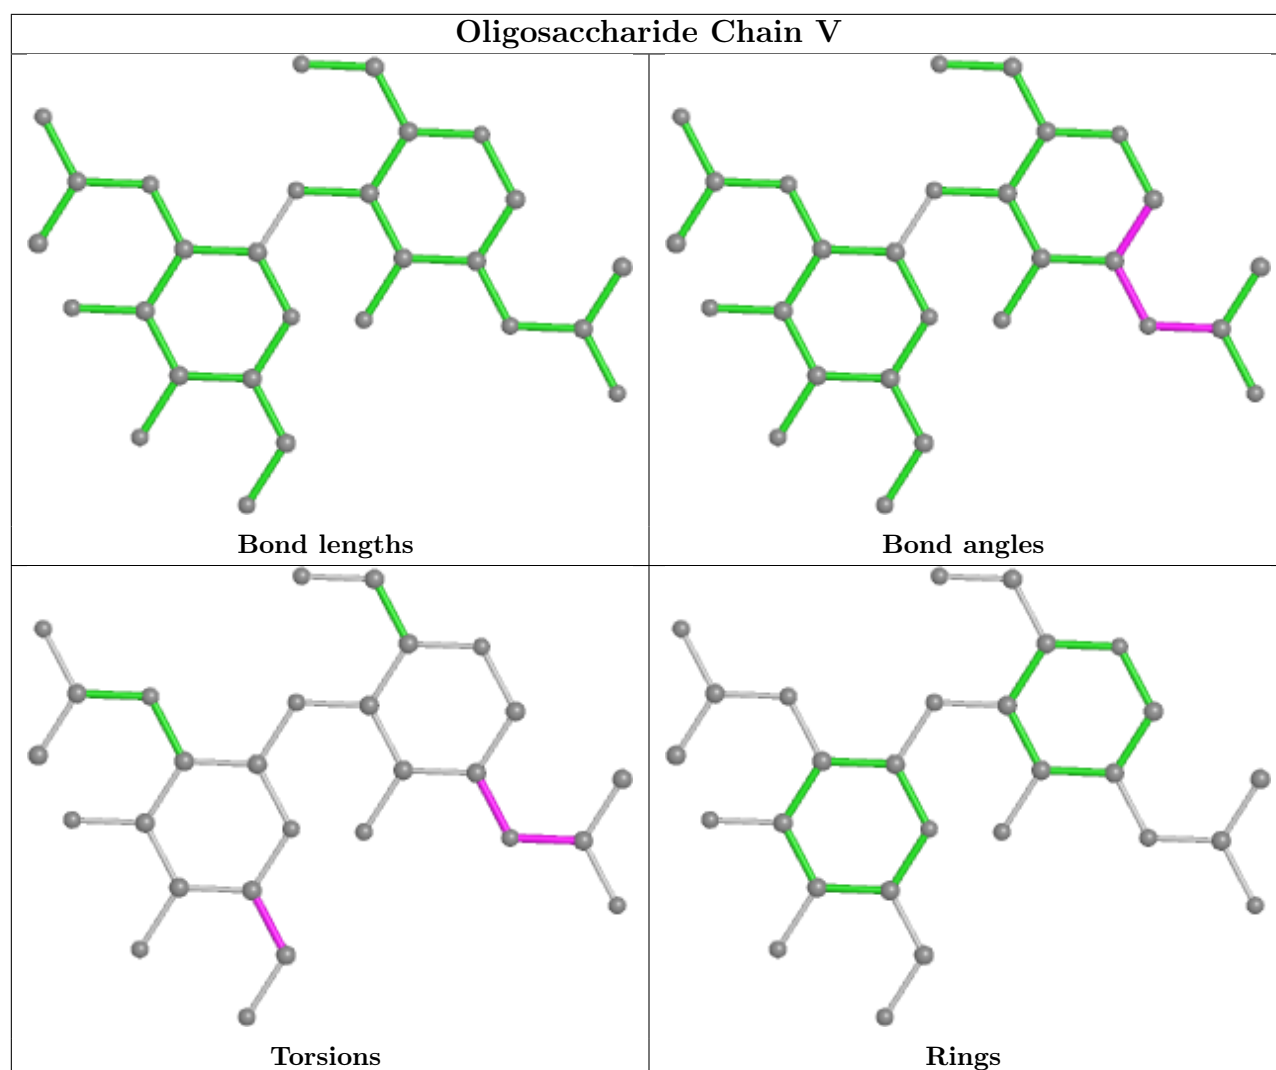 Oligosaccharide Chain V
Bond lengths
Bond angles
Torsions
Rings